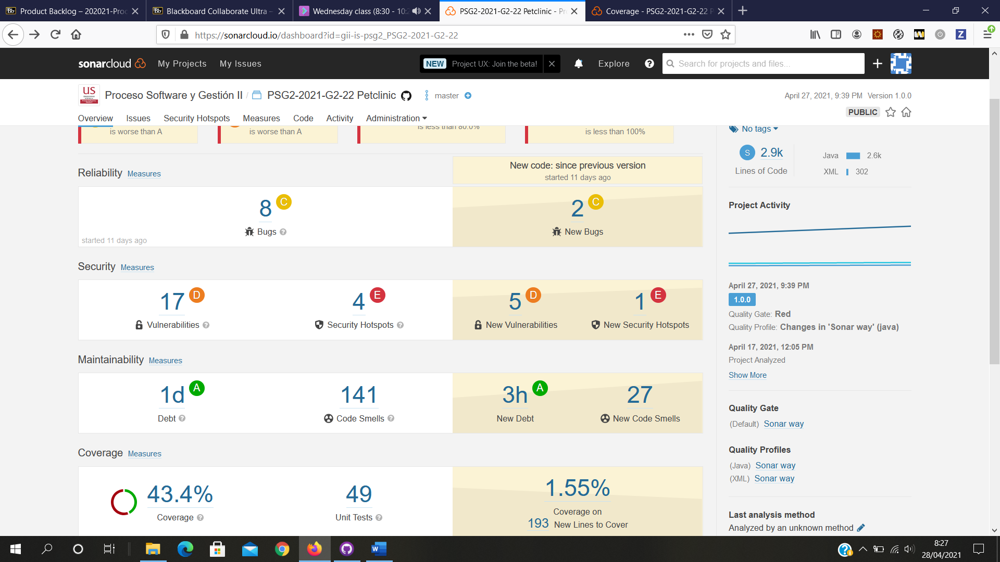 Product Backlog – 202021-Proc
Blackboard Collaborate Ultra –
Wednesday class (8:30 - 10:2
PSG2-2021-G2-22 Petclinic - Pr
Coverage - PSG2-2021-G2-22 P
https://sonarcloud.io/dashboard?id=gii-is-psg2_PSG2-2021-G2-22
sonarcloud My Projects My Issues NEW Project UX: Join the beta! Explore Search for projects and files...
US Proceso Software y Gestión II / PSG2-2021-G2-22 Petclinic master
April 27, 2021, 9:39 PM Version 1.0.0
PUBLIC
Overview Issues Security Hotspots Measures Code Activity Administration
is worse than A
is worse than A
is less than 80.0%
is less than 100%
Reliability Measures
New code: since previous version
started 11 days ago
8 C
Bugs
started 11 days ago
2 C
New Bugs
Security Measures
17 D
Vulnerabilities
4 E
Security Hotspots
5 D
New Vulnerabilities
1 E
New Security Hotspots
Maintainability Measures
1d A
Debt
141
Code Smells
3h A
New Debt
27
New Code Smells
Coverage Measures
43.4%
Coverage
49
Unit Tests
1.55%
Coverage on
193 New Lines to Cover
No tags
S 2.9k
Lines of Code
Java 2.6k
XML 302
Project Activity
April 27, 2021, 9:39 PM
1.0.0
Quality Gate: Red
Quality Profile: Changes in 'Sonar way' (java)
April 17, 2021, 12:05 PM
Project Analyzed
Show More
Quality Gate
(Default) Sonar way
Quality Profiles
(Java) Sonar way
(XML) Sonar way
Last analysis method
Analyzed by an unknown method
8:27
28/04/2021